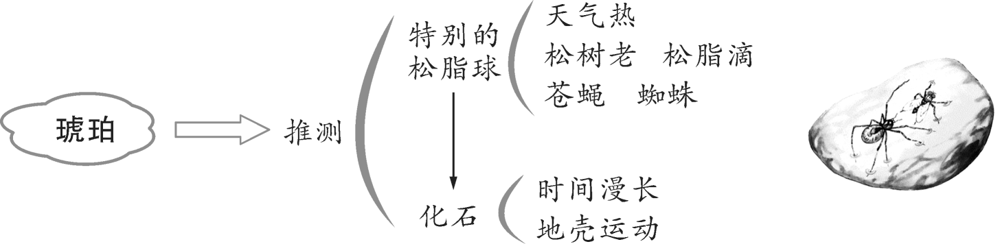 琥珀
推测
特别的
松脂球
天气热
松树老 松脂滴
苍蝇 蜘蛛
化石
时间漫长
地壳运动